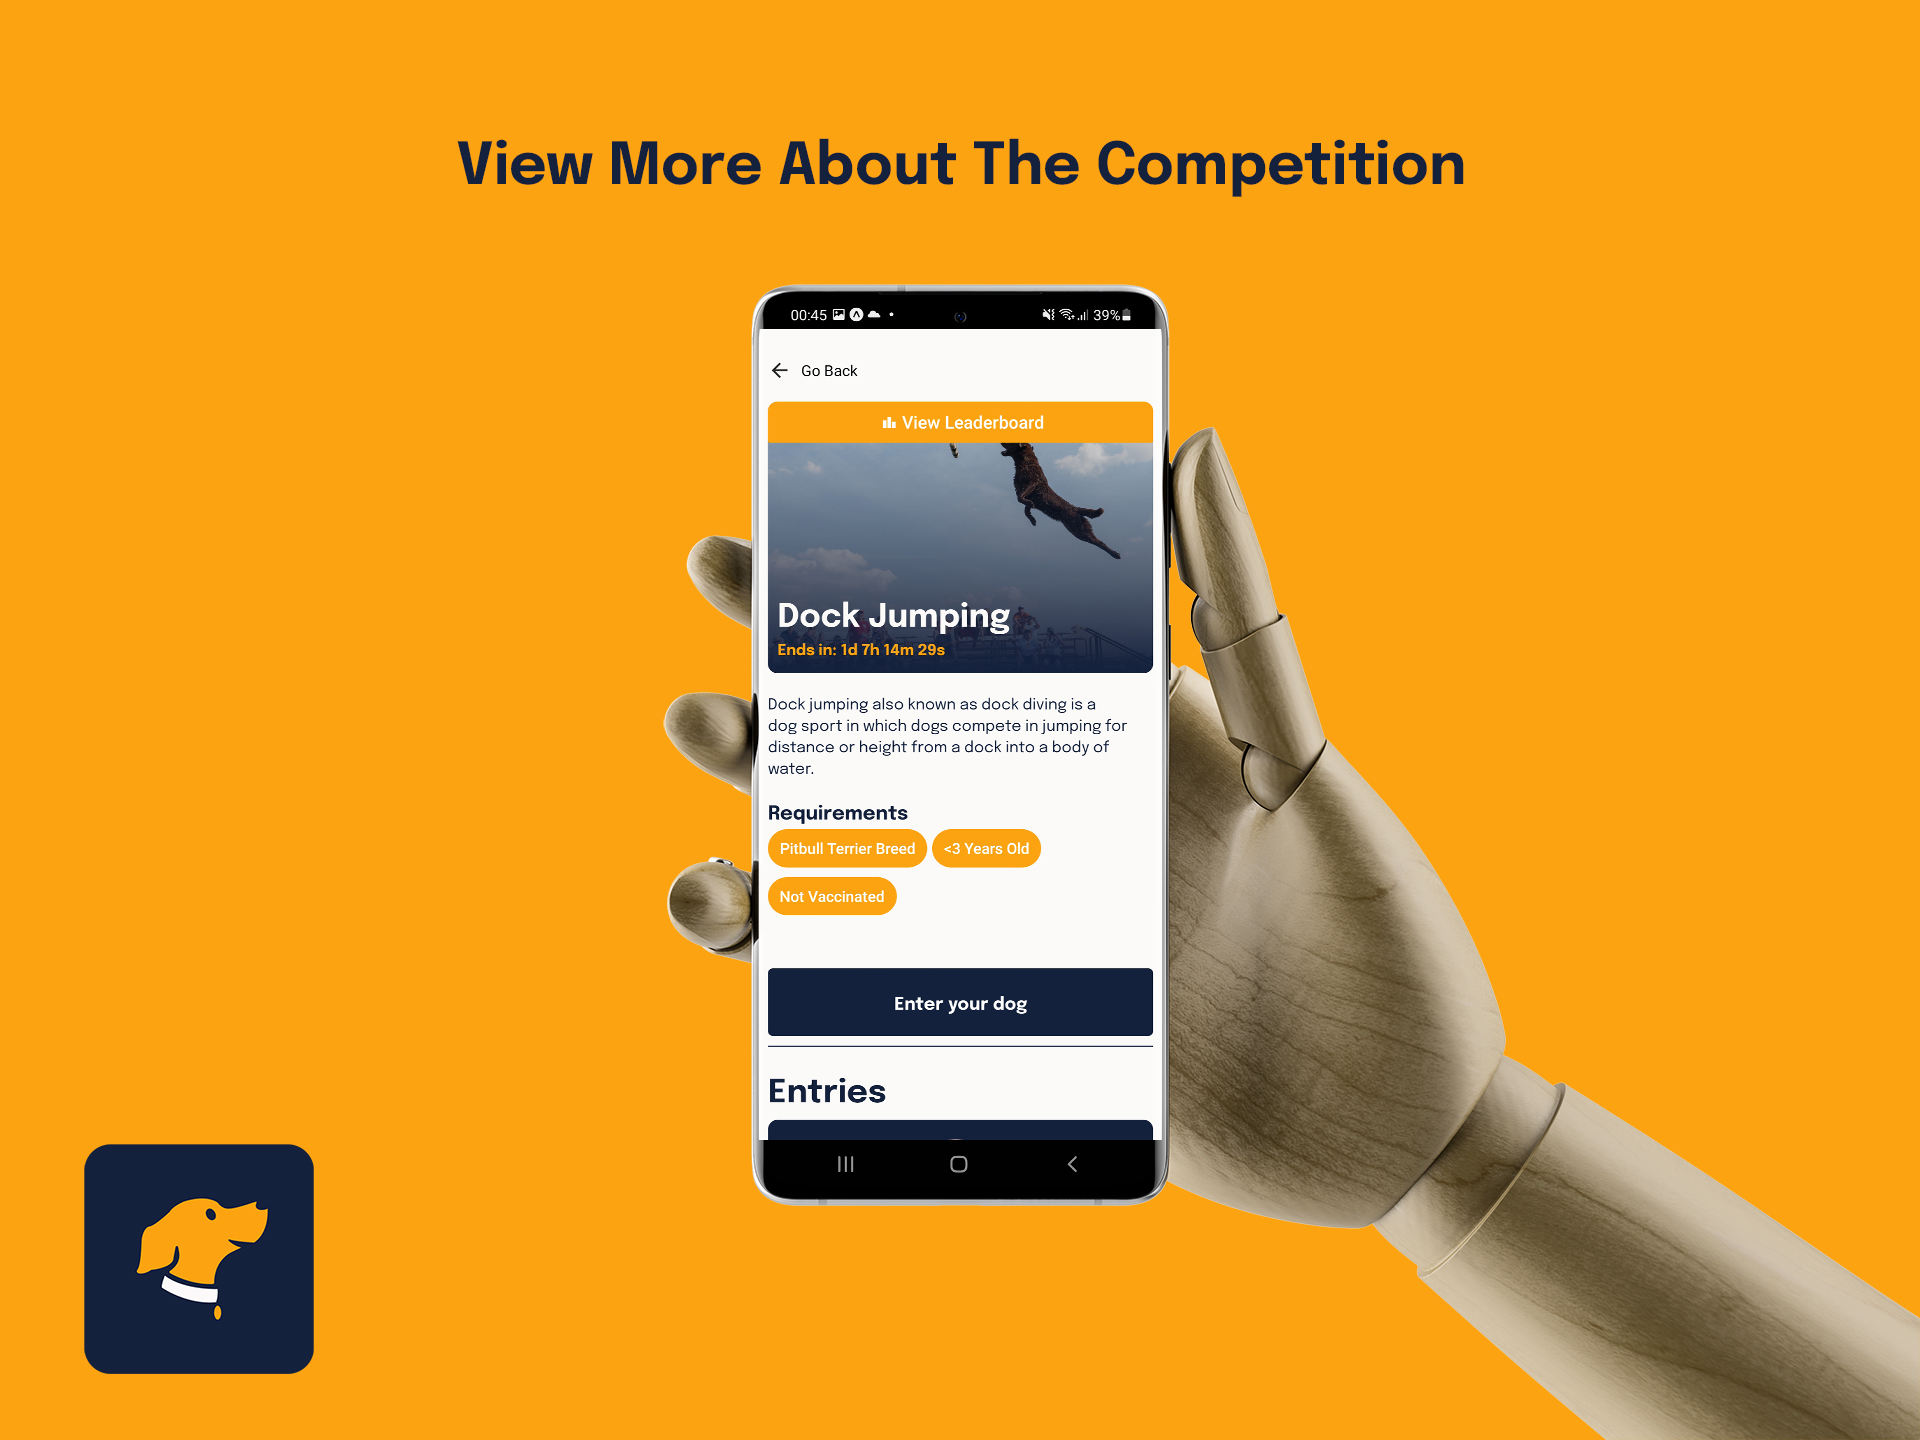 View More About The Competition
00:45
39%
Go Back
View Leaderboard
Dock Jumping
Ends in: 1d 7h 14m 29s
Dock jumping also known as dock diving is a
dog sport in which dogs compete in jumping for
distance or height from a dock into a body of
water.
Requirements
Pitbull Terrier Breed
<3 Years Old
Not Vaccinated
Enter your dog
Entries